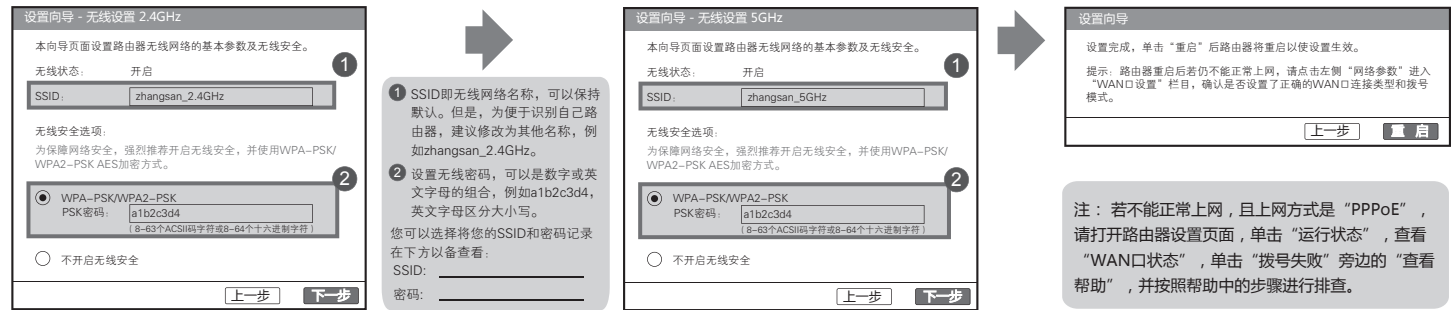 设置向导 - 无线设置 2.4GHz
本向导页面设置路由器无线网络的基本参数及无线安全。
无线状态: 开启
1
SSID: zhangsan_2.4GHz
无线安全选项:
为保障网络安全，强烈推荐开启无线安全，并使用WPA-PSK/
WPA2-PSK AES加密方式。
2
WPA-PSK/WPA2-PSK
PSK密码: a1b2c3d4
(8-63个ACSII码字符或8-64个十六进制字符)
不开启无线安全
上一步 下一步
1 SSID即无线网络名称，可以保持
默认。但是，为便于识别自己路
由器，建议修改为其他名称，例
如zhangsan_2.4GHz。
2 设置无线密码，可以是数字或英
文字母的组合，例如a1b2c3d4，
英文字母区分大小写。
您可以选择将您的SSID和密码记录
在下方以备查看:
SSID:
密码:
设置向导 - 无线设置 5GHz
本向导页面设置路由器无线网络的基本参数及无线安全。
无线状态: 开启
1
SSID: zhangsan_5GHz
无线安全选项:
为保障网络安全，强烈推荐开启无线安全，并使用WPA-PSK/
WPA2-PSK AES加密方式。
2
WPA-PSK/WPA2-PSK
PSK密码: a1b2c3d4
(8-63个ACSII码字符或8-64个十六进制字符)
不开启无线安全
上一步 下一步
设置向导
设置完成，单击“重启”后路由器将重启以使设置生效。
提示: 路由器重启后若仍不能正常上网，请点击左侧“网络参数”进入
“WAN口设置”栏目，确认是否设置了正确的WAN口连接类型和拨号
模式。
上一步 重 启
注：若不能正常上网，且上网方式是“PPPoE”，
请打开路由器设置页面，单击“运行状态”，查看
“WAN口状态”，单击“拨号失败”旁边的“查看
帮助”，并按照帮助中的步骤进行排查。